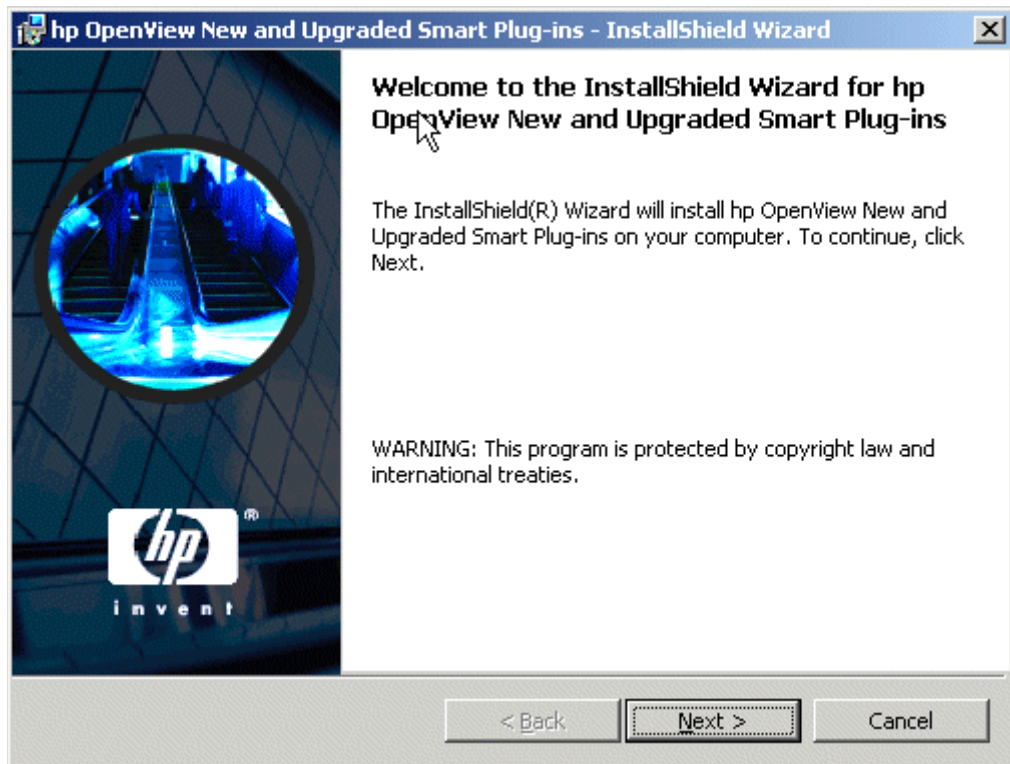 hp OpenView New and Upgraded Smart Plug-ins - InstallShield Wizard
Welcome to the InstallShield Wizard for hp
OpenView New and Upgraded Smart Plug-ins
The InstallShield(R) Wizard will install hp OpenView New and
Upgraded Smart Plug-ins on your computer. To continue, click
Next.
WARNING: This program is protected by copyright law and
international treaties.
hp ®
invent
< Back
Next >
Cancel